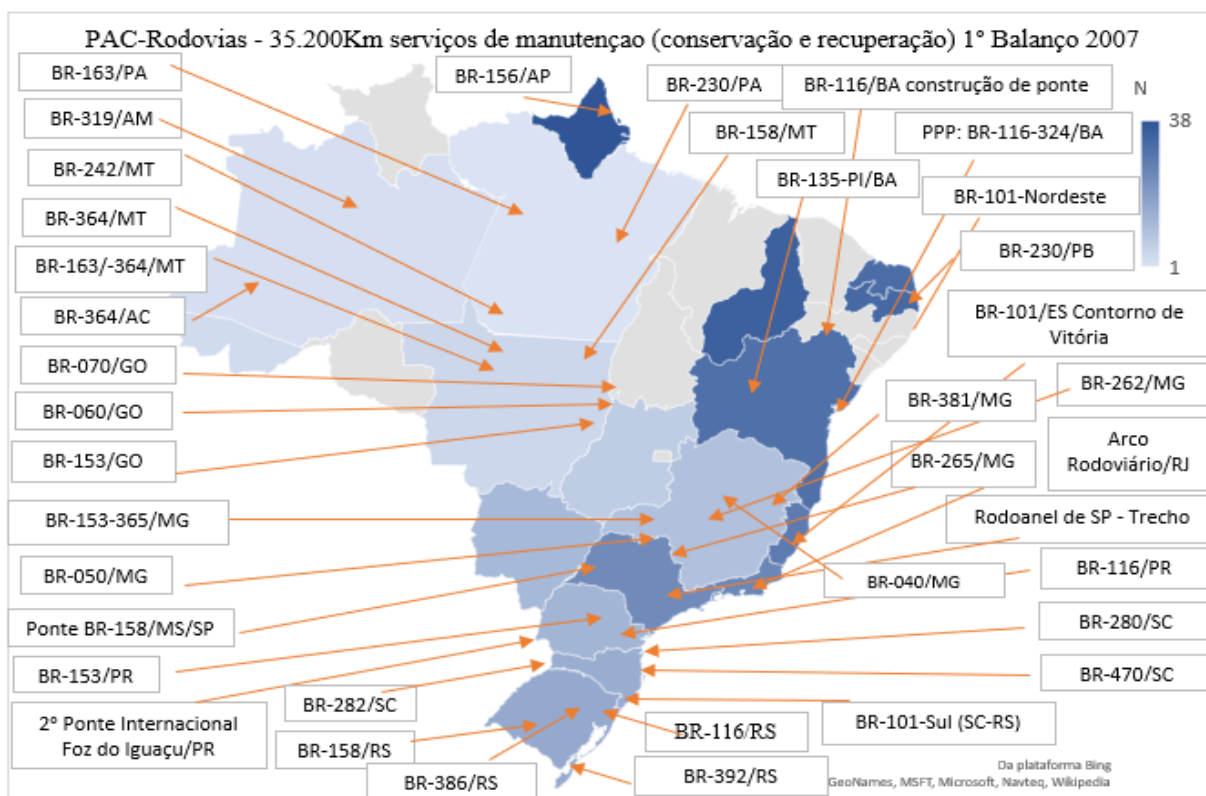 PAC-Rodovias - 35.200Km serviços de manutençao (conservação e recuperação) 1º Balanço 2007
BR-163/PA
BR-156/AP
BR-230/PA
BR-116/BA construção de ponte
N
BR-319/AM
BR-158/MT
PPP: BR-116-324/BA
38
BR-242/MT
BR-135-PI/BA
BR-101-Nordeste
BR-364/MT
BR-230/PB
BR-163/-364/MT
1
BR-364/AC
BR-101/ES Contorno de
Vitória
BR-070/GO
BR-262/MG
BR-060/GO
BR-381/MG
BR-153/GO
BR-265/MG
Arco
Rodoviário/RJ
BR-153-365/MG
Rodoanel de SP - Trecho
BR-050/MG
BR-040/MG
BR-116/PR
Ponte BR-158/MS/SP
BR-280/SC
BR-153/PR
BR-470/SC
BR-282/SC
2º Ponte Internacional
Foz do Iguaçu/PR
BR-101-Sul (SC-RS)
BR-116/RS
BR-158/RS
BR-386/RS
BR-392/RS
Da plataforma Bing
GeoNames, MSFT, Microsoft, Navteq, Wikipedia